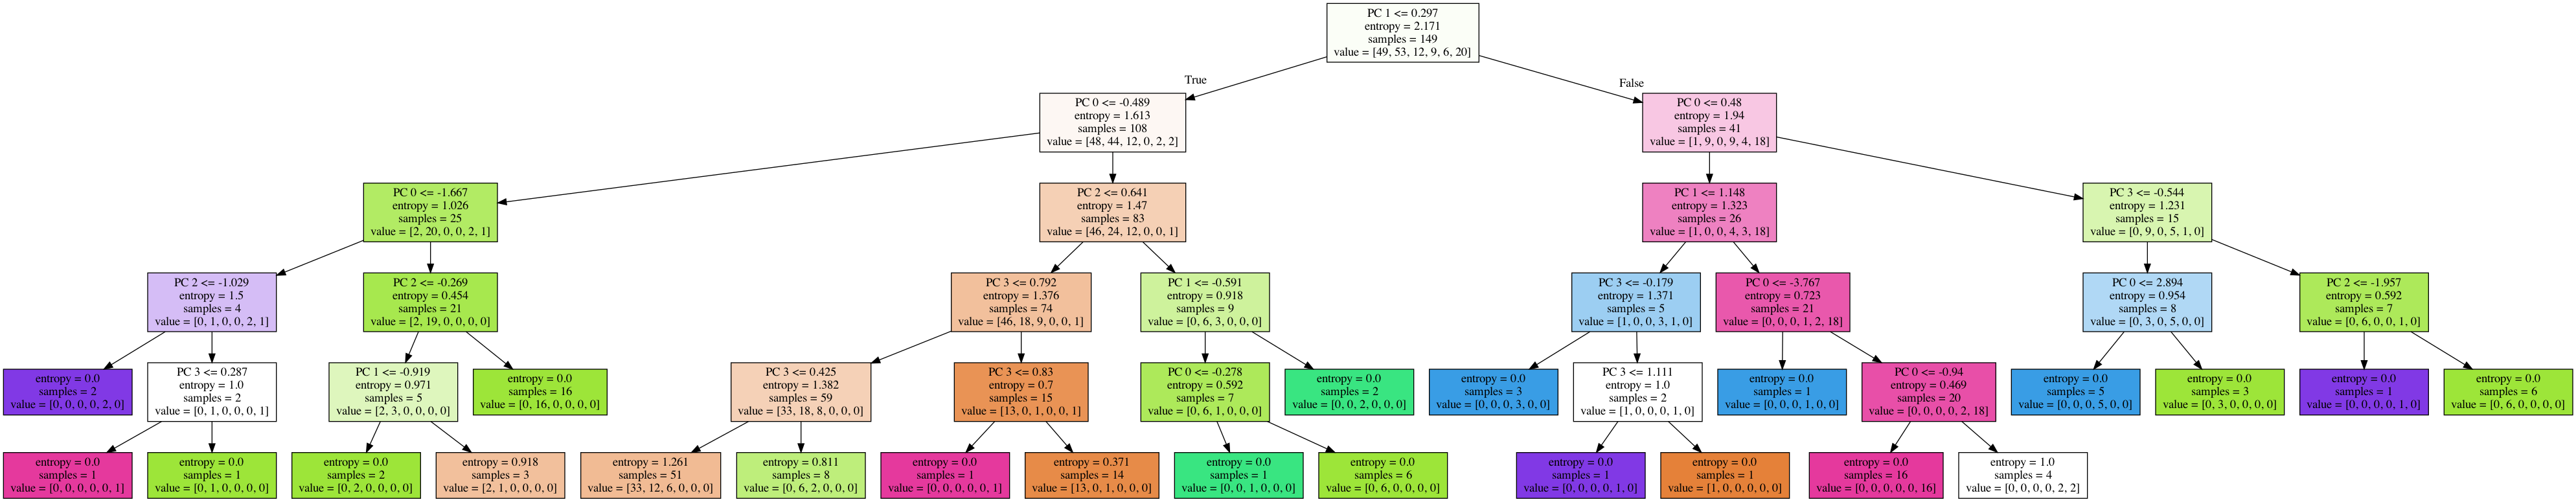 PC 1 <= 0.297
entropy = 2.171
samples = 149
value = [49, 53, 12, 9, 6, 20]
True
False
PC 0 <= -0.489
entropy = 1.613
samples = 108
value = [48, 44, 12, 0, 2, 2]
PC 0 <= 0.48
entropy = 1.94
samples = 41
value = [1, 9, 0, 9, 4, 18]
PC 0 <= -1.667
entropy = 1.026
samples = 25
value = [2, 20, 0, 0, 2, 1]
PC 2 <= 0.641
entropy = 1.47
samples = 83
value = [46, 24, 12, 0, 0, 1]
PC 1 <= 1.148
entropy = 1.323
samples = 26
value = [1, 0, 0, 4, 3, 18]
PC 3 <= -0.544
entropy = 1.231
samples = 15
value = [0, 9, 0, 5, 1, 0]
PC 2 <= -1.029
entropy = 1.5
samples = 4
value = [0, 1, 0, 0, 2, 1]
PC 2 <= -0.269
entropy = 0.454
samples = 21
value = [2, 19, 0, 0, 0, 0]
PC 3 <= 0.792
entropy = 1.376
samples = 74
value = [46, 18, 9, 0, 0, 1]
PC 1 <= -0.591
entropy = 0.918
samples = 9
value = [0, 6, 3, 0, 0, 0]
PC 3 <= -0.179
entropy = 1.371
samples = 5
value = [1, 0, 0, 3, 1, 0]
PC 0 <= -3.767
entropy = 0.723
samples = 21
value = [0, 0, 0, 1, 2, 18]
PC 0 <= 2.894
entropy = 0.954
samples = 8
value = [0, 3, 0, 5, 0, 0]
PC 2 <= -1.957
entropy = 0.592
samples = 7
value = [0, 6, 0, 0, 1, 0]
entropy = 0.0
samples = 2
value = [0, 0, 0, 0, 2, 0]
PC 3 <= 0.287
entropy = 1.0
samples = 2
value = [0, 1, 0, 0, 0, 1]
PC 1 <= -0.919
entropy = 0.971
samples = 5
value = [2, 3, 0, 0, 0, 0]
entropy = 0.0
samples = 16
value = [0, 16, 0, 0, 0, 0]
PC 3 <= 0.425
entropy = 1.382
samples = 59
value = [33, 18, 8, 0, 0, 0]
PC 3 <= 0.83
entropy = 0.7
samples = 15
value = [13, 0, 1, 0, 0, 1]
PC 0 <= -0.278
entropy = 0.592
samples = 7
value = [0, 6, 1, 0, 0, 0]
entropy = 0.0
samples = 2
value = [0, 0, 2, 0, 0, 0]
entropy = 0.0
samples = 3
value = [0, 0, 0, 3, 0, 0]
PC 3 <= 1.111
entropy = 1.0
samples = 2
value = [1, 0, 0, 0, 1, 0]
entropy = 0.0
samples = 1
value = [0, 0, 0, 1, 0, 0]
PC 0 <= -0.94
entropy = 0.469
samples = 20
value = [0, 0, 0, 0, 2, 18]
entropy = 0.0
samples = 5
value = [0, 0, 0, 5, 0, 0]
entropy = 0.0
samples = 3
value = [0, 3, 0, 0, 0, 0]
entropy = 0.0
samples = 1
value = [0, 0, 0, 0, 1, 0]
entropy = 0.0
samples = 6
value = [0, 6, 0, 0, 0, 0]
entropy = 0.0
samples = 1
value = [0, 0, 0, 0, 0, 1]
entropy = 0.0
samples = 1
value = [0, 1, 0, 0, 0, 0]
entropy = 0.0
samples = 2
value = [0, 2, 0, 0, 0, 0]
entropy = 0.918
samples = 3
value = [2, 1, 0, 0, 0, 0]
entropy = 1.261
samples = 51
value = [33, 12, 6, 0, 0, 0]
entropy = 0.811
samples = 8
value = [0, 6, 2, 0, 0, 0]
entropy = 0.0
samples = 1
value = [0, 0, 0, 0, 0, 1]
entropy = 0.371
samples = 14
value = [13, 0, 1, 0, 0, 0]
entropy = 0.0
samples = 1
value = [0, 0, 1, 0, 0, 0]
entropy = 0.0
samples = 6
value = [0, 6, 0, 0, 0, 0]
entropy = 0.0
samples = 1
value = [0, 0, 0, 0, 1, 0]
entropy = 0.0
samples = 1
value = [1, 0, 0, 0, 0, 0]
entropy = 0.0
samples = 16
value = [0, 0, 0, 0, 0, 16]
entropy = 1.0
samples = 4
value = [0, 0, 0, 0, 2, 2]